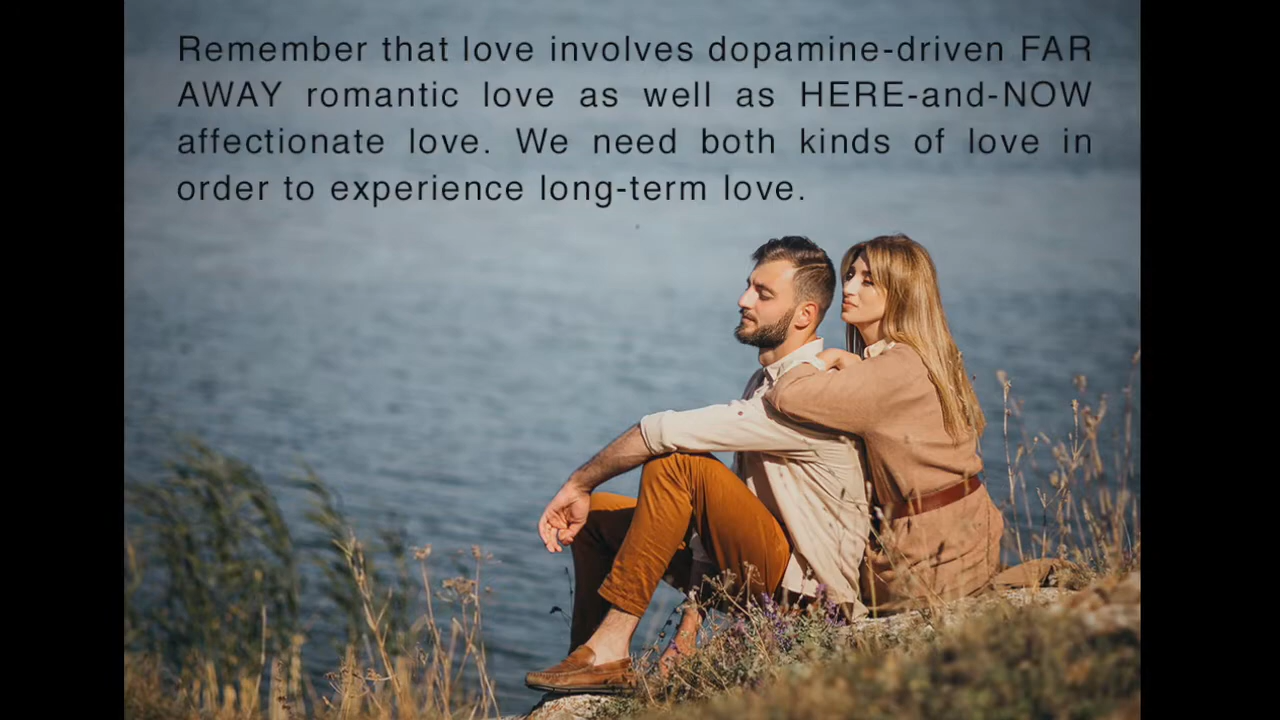 Remember that love involves dopamine-driven FAR
AWAY romantic love as well as HERE-and-NOW
affectionate love. We need both kinds of love in
order to experience long-term love.